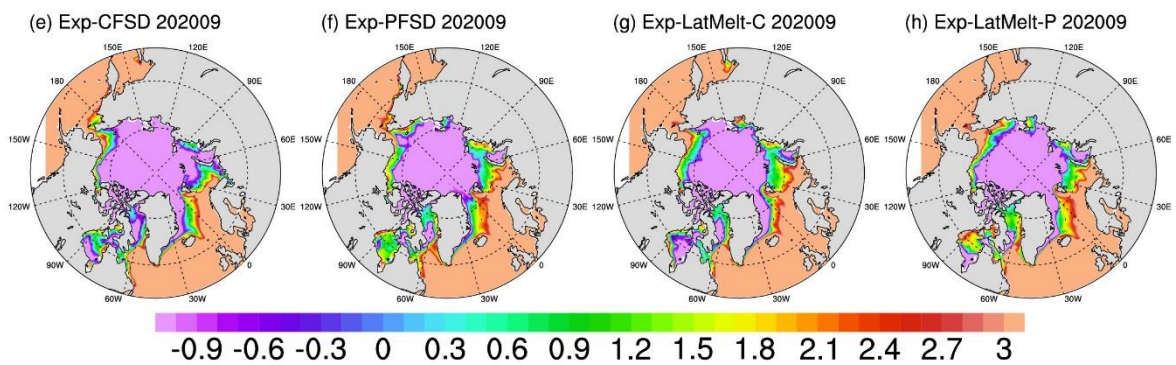 (e) Exp-CFSD 202009 (f) Exp-PFSD 202009 (g) Exp-LatMelt-C 202009 (h) Exp-LatMelt-P 202009
150E 120E 150E 120E 150E 120E 150E 120E
180 90E 180 90E 180 90E 180 90E
150W 60E 150W 60E 150W 60E 150W 60E
120W 30E 120W 30E 120W 30E 120W 30E
90W 0 90W 0 90W 0 90W 0
60W 30W 60W 30W 60W 30W 60W 30W
-0.9 -0.6 -0.3 0 0.3 0.6 0.9 1.2 1.5 1.8 2.1 2.4 2.7 3